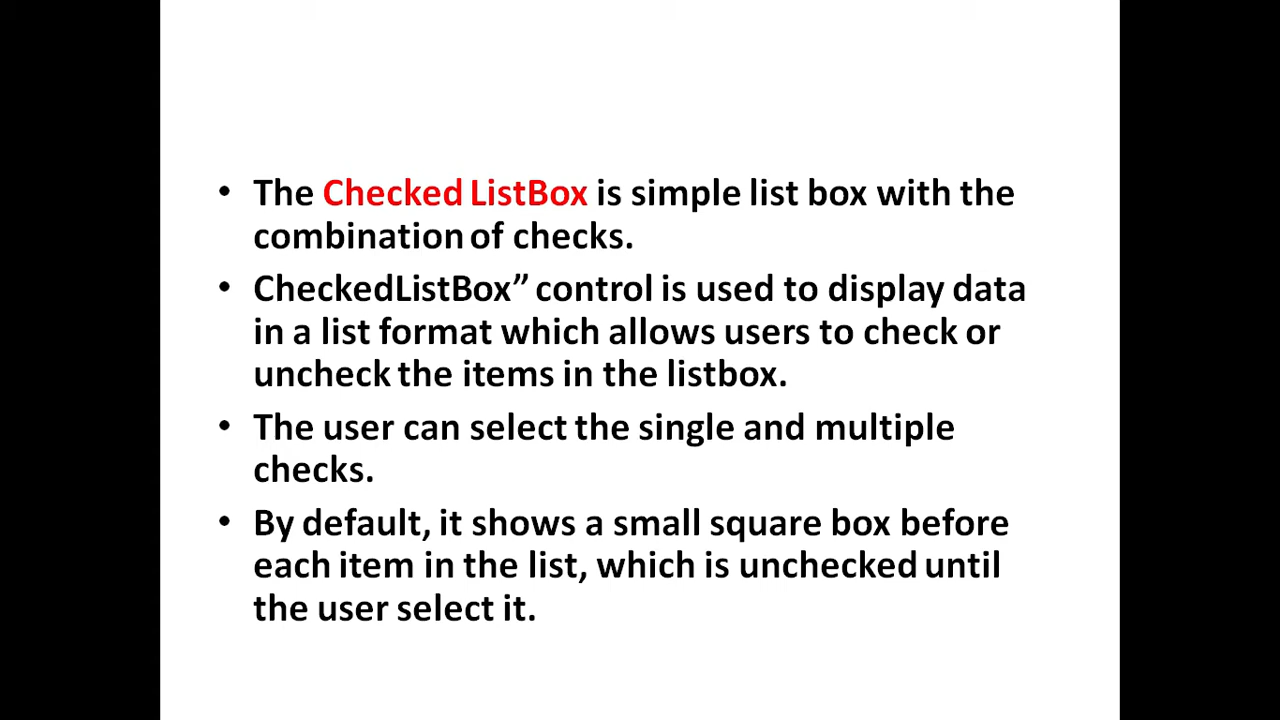 • The Checked ListBox is simple list box with the
combination of checks.
• CheckedListBox” control is used to display data
in a list format which allows users to check or
uncheck the items in the listbox.
• The user can select the single and multiple
checks.
• By default, it shows a small square box before
each item in the list, which is unchecked until
the user select it.